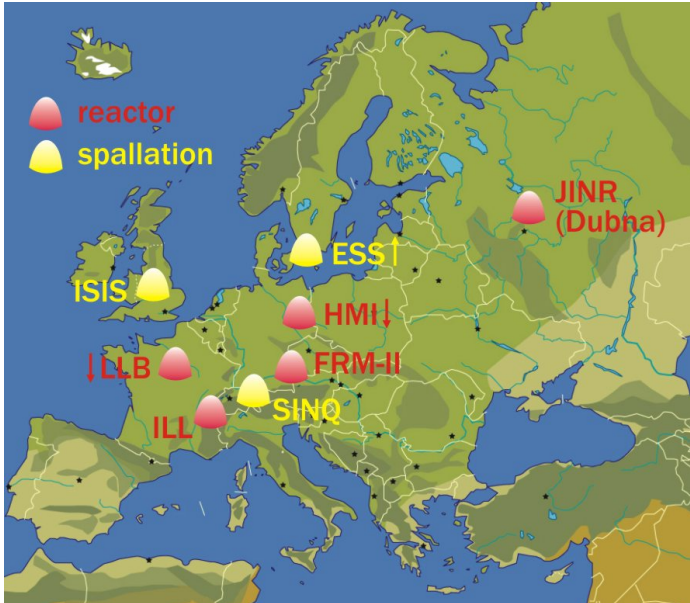 reactor
spallation
JINR
(Dubna)
ESS↑
ISIS
HMI↓
↓LLB
FRM-II
SINQ
ILL